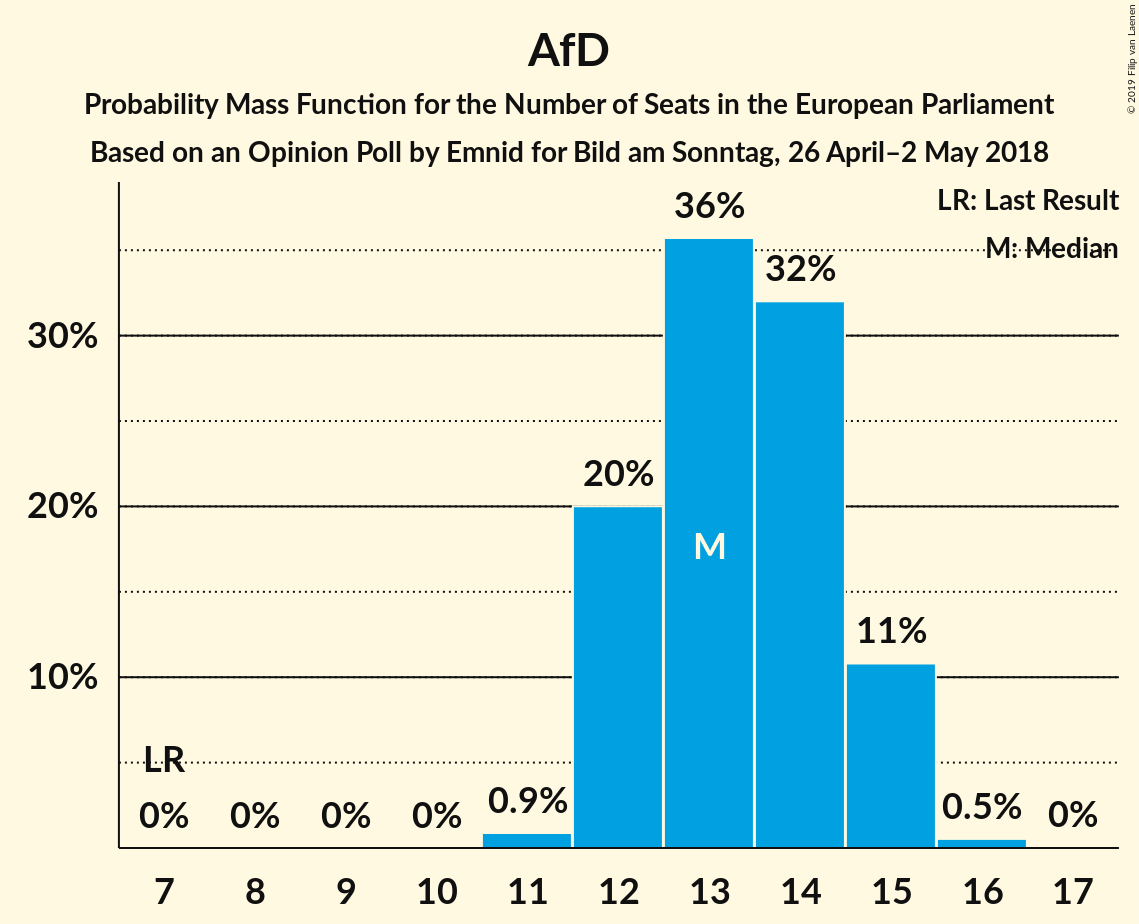 AfD
Probability Mass Function for the Number of Seats in the European Parliament
Based on an Opinion Poll by Emnid for Bild am Sonntag, 26 April–2 May 2018
© 2019 Filip van Laenen
LR: Last Result
M: Median
36%
32%
30%
20%
20%
M
11%
10%
LR
0% 0% 0% 0% 0.9% 0.5% 0%
7 8 9 10 11 12 13 14 15 16 17